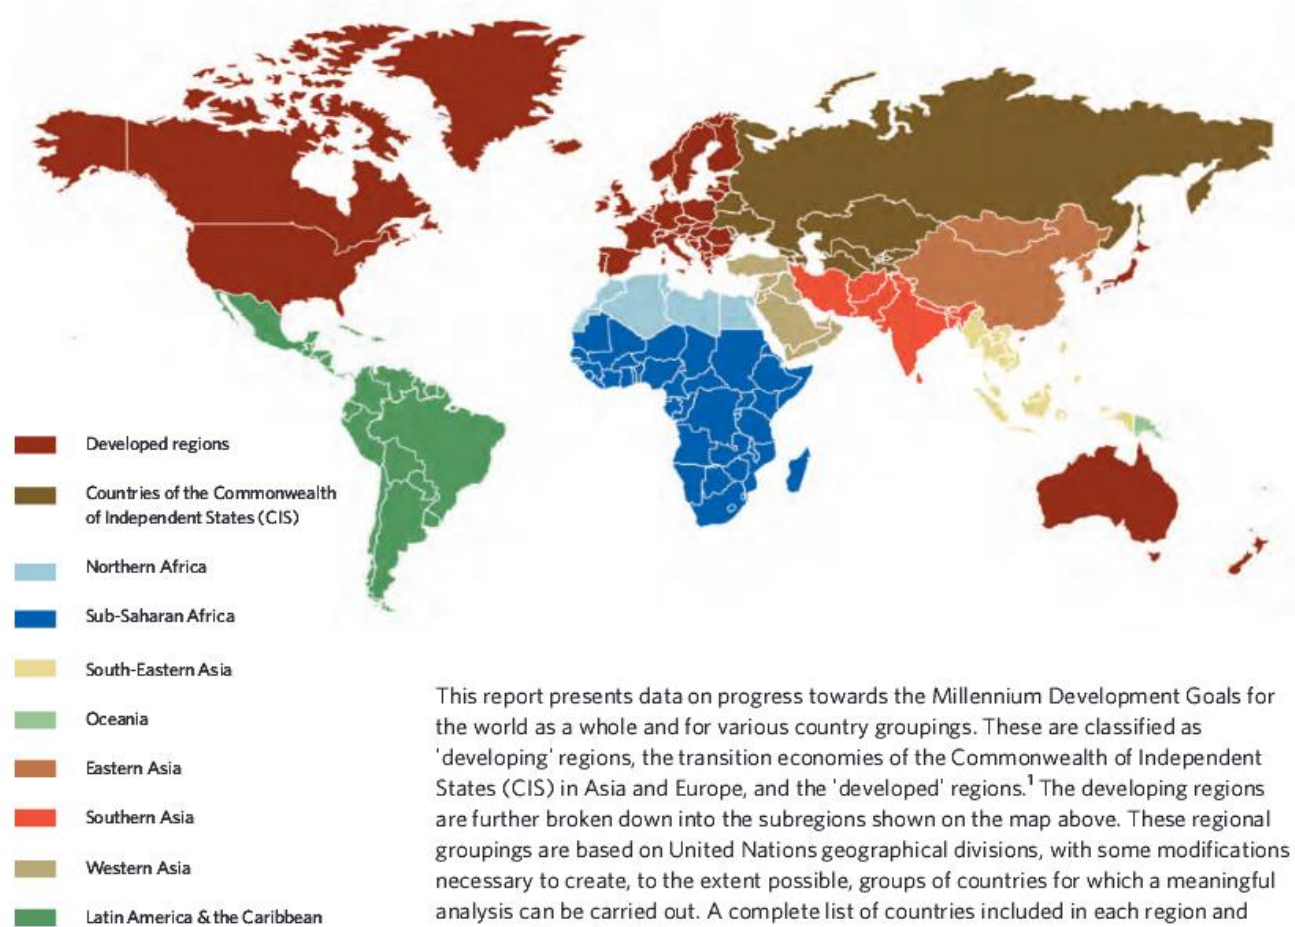 Developed regions
Countries of the Commonwealth
of Independent States (CIS)
Northern Africa
Sub-Saharan Africa
South-Eastern Asia
Oceania
Eastern Asia
Southern Asia
Western Asia
Latin America & the Caribbean
This report presents data on progress towards the Millennium Development Goals for
the world as a whole and for various country groupings. These are classified as
'developing' regions, the transition economies of the Commonwealth of Independent
States (CIS) in Asia and Europe, and the 'developed' regions.¹ The developing regions
are further broken down into the subregions shown on the map above. These regional
groupings are based on United Nations geographical divisions, with some modifications
necessary to create, to the extent possible, groups of countries for which a meaningful
analysis can be carried out. A complete list of countries included in each region and